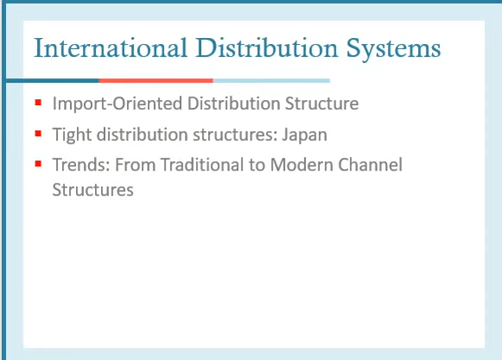 International Distribution Systems
Import-Oriented Distribution Structure
Tight distribution structures: Japan
Trends: From Traditional to Modern Channel
Structures